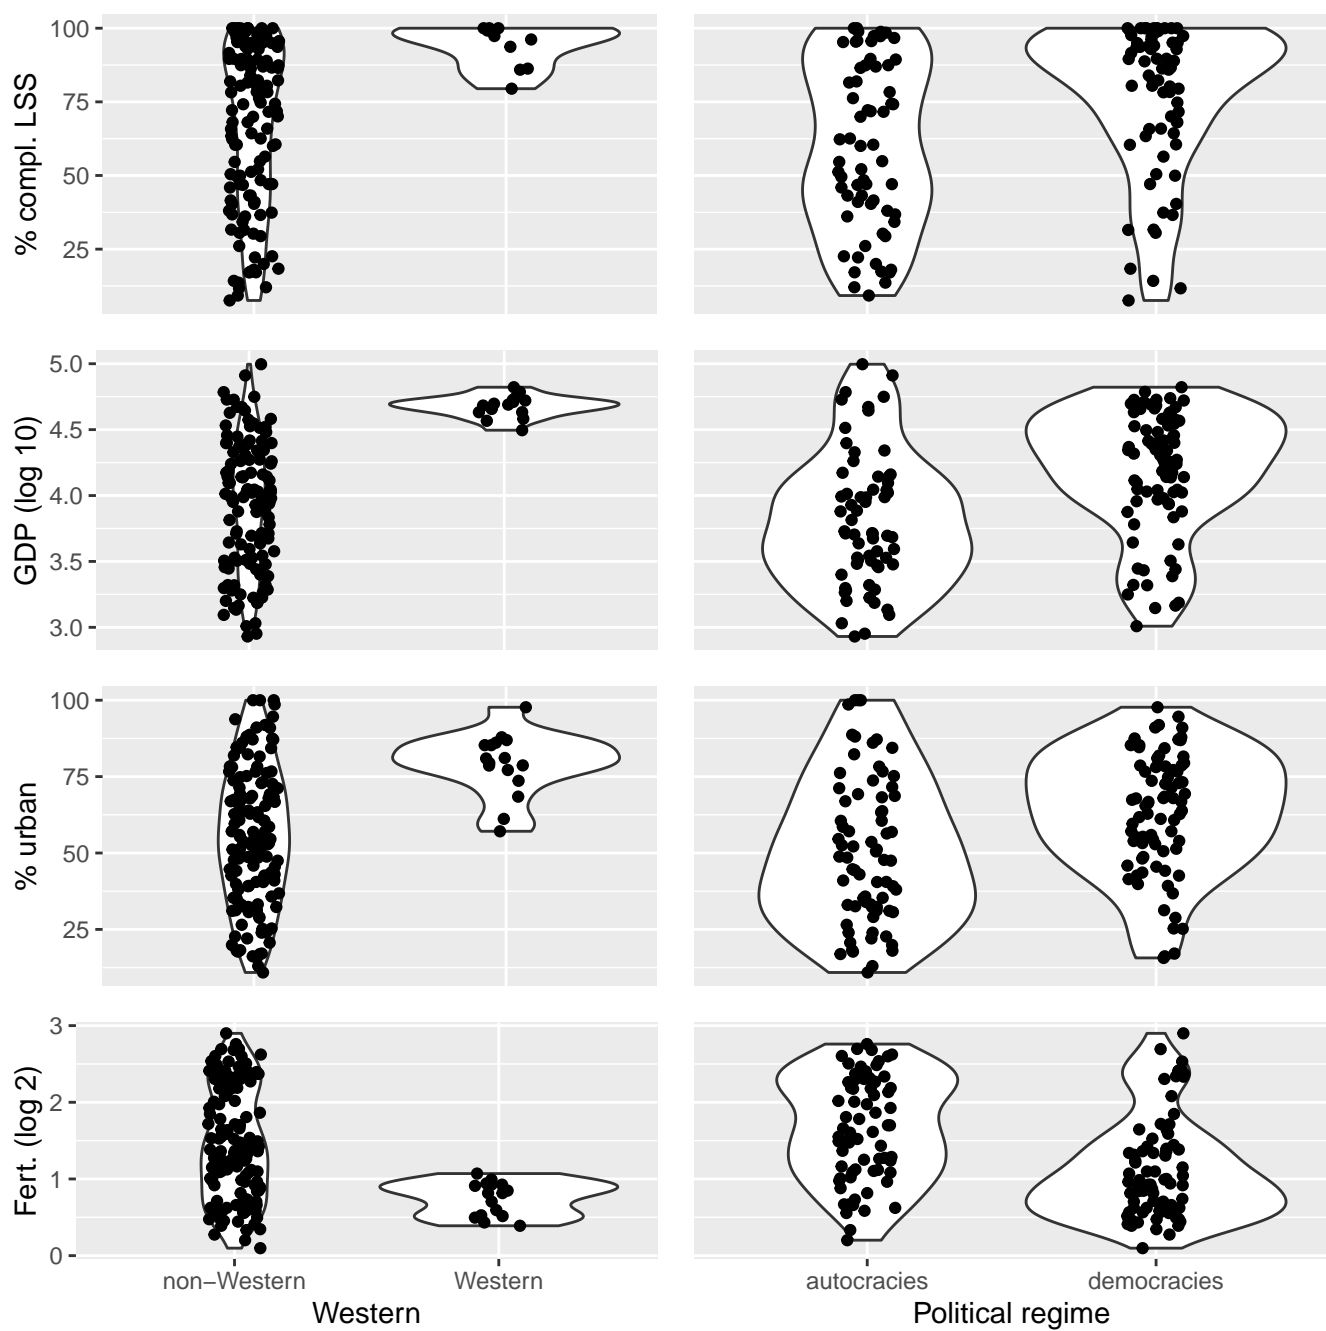 % compl. LSS
100
75
50
25
GDP (log 10)
5.0
4.5
4.0
3.5
3.0
% urban
100
75
50
25
Fert. (log 2)
3
2
1
0
non−Western
Western
autocracies
democracies
Western
Political regime